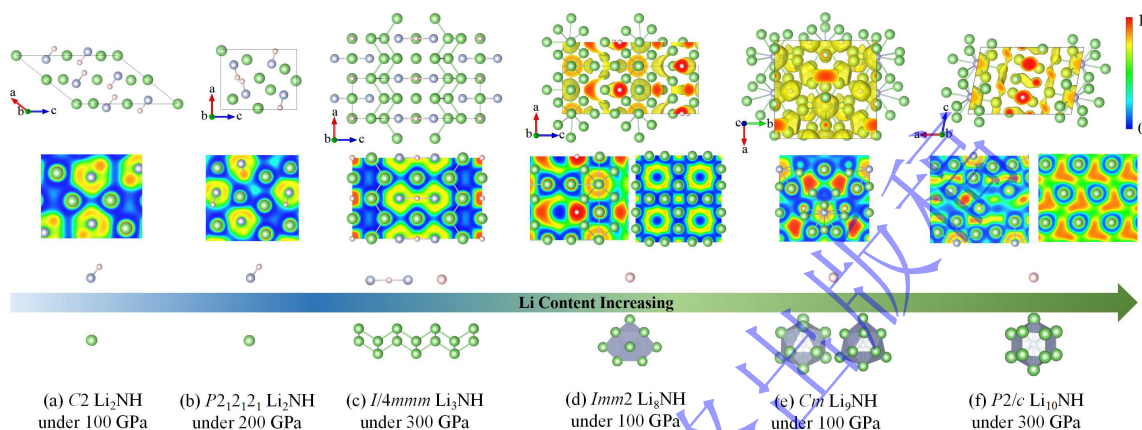 1
0
a
b
c
a
b
c
a
b
c
a
b
c
c
b
a
c
a
b
Li Content Increasing
(a) C2 Li₂NH
under 100 GPa
(b) P2₁2₁2₁ Li₂NH
under 200 GPa
(c) I/4mmm Li₃NH
under 300 GPa
(d) Imm2 Li₈NH
under 100 GPa
(e) Cm Li₉NH
under 100 GPa
(f) P2/c Li₁₀NH
under 300 GPa